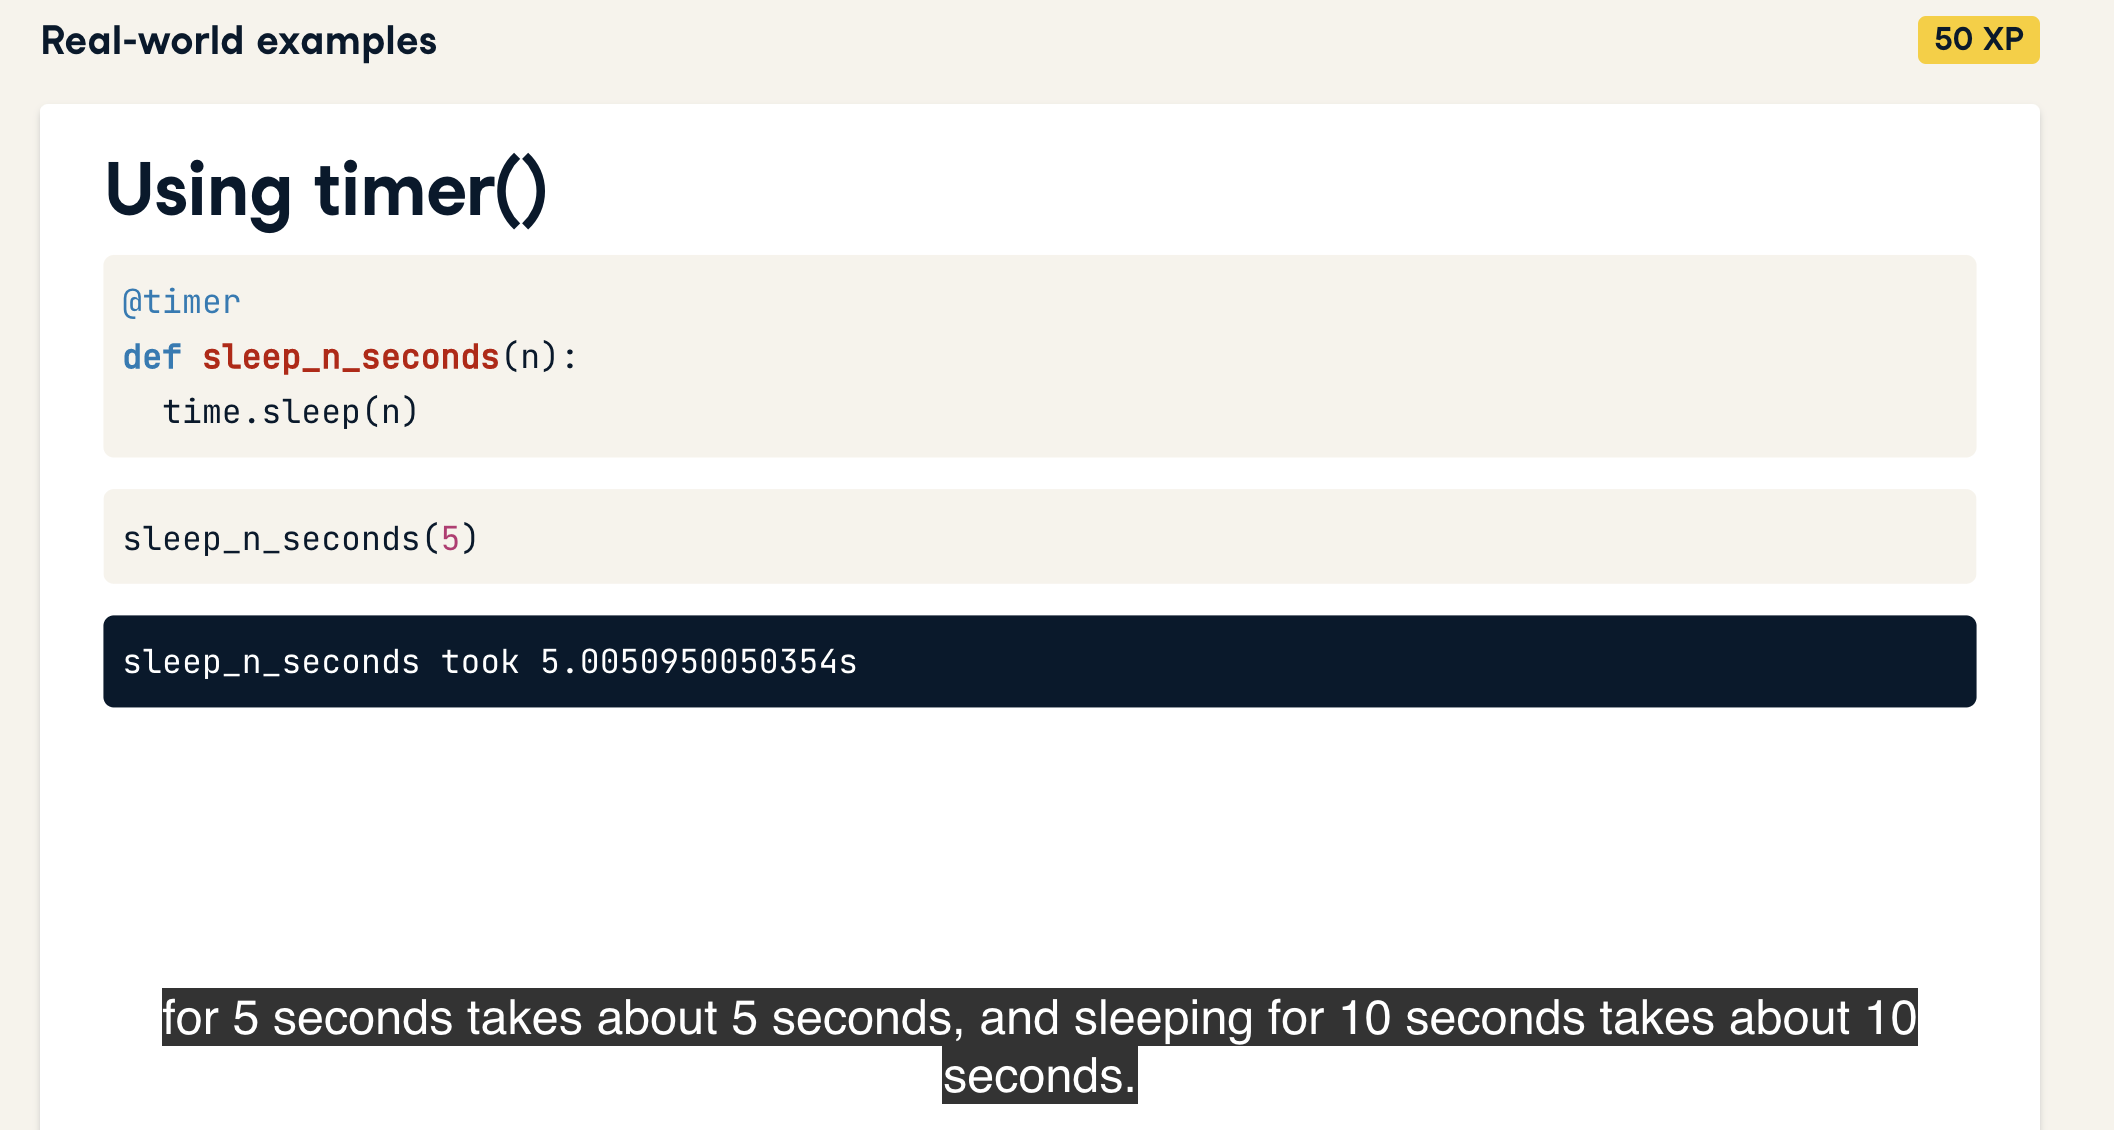 Real-world examples
50 XP
Using timer()
@timer
def sleep_n_seconds(n):
  time.sleep(n)
sleep_n_seconds(5)
sleep_n_seconds took 5.0050950050354s
for 5 seconds takes about 5 seconds, and sleeping for 10 seconds takes about 10
seconds.